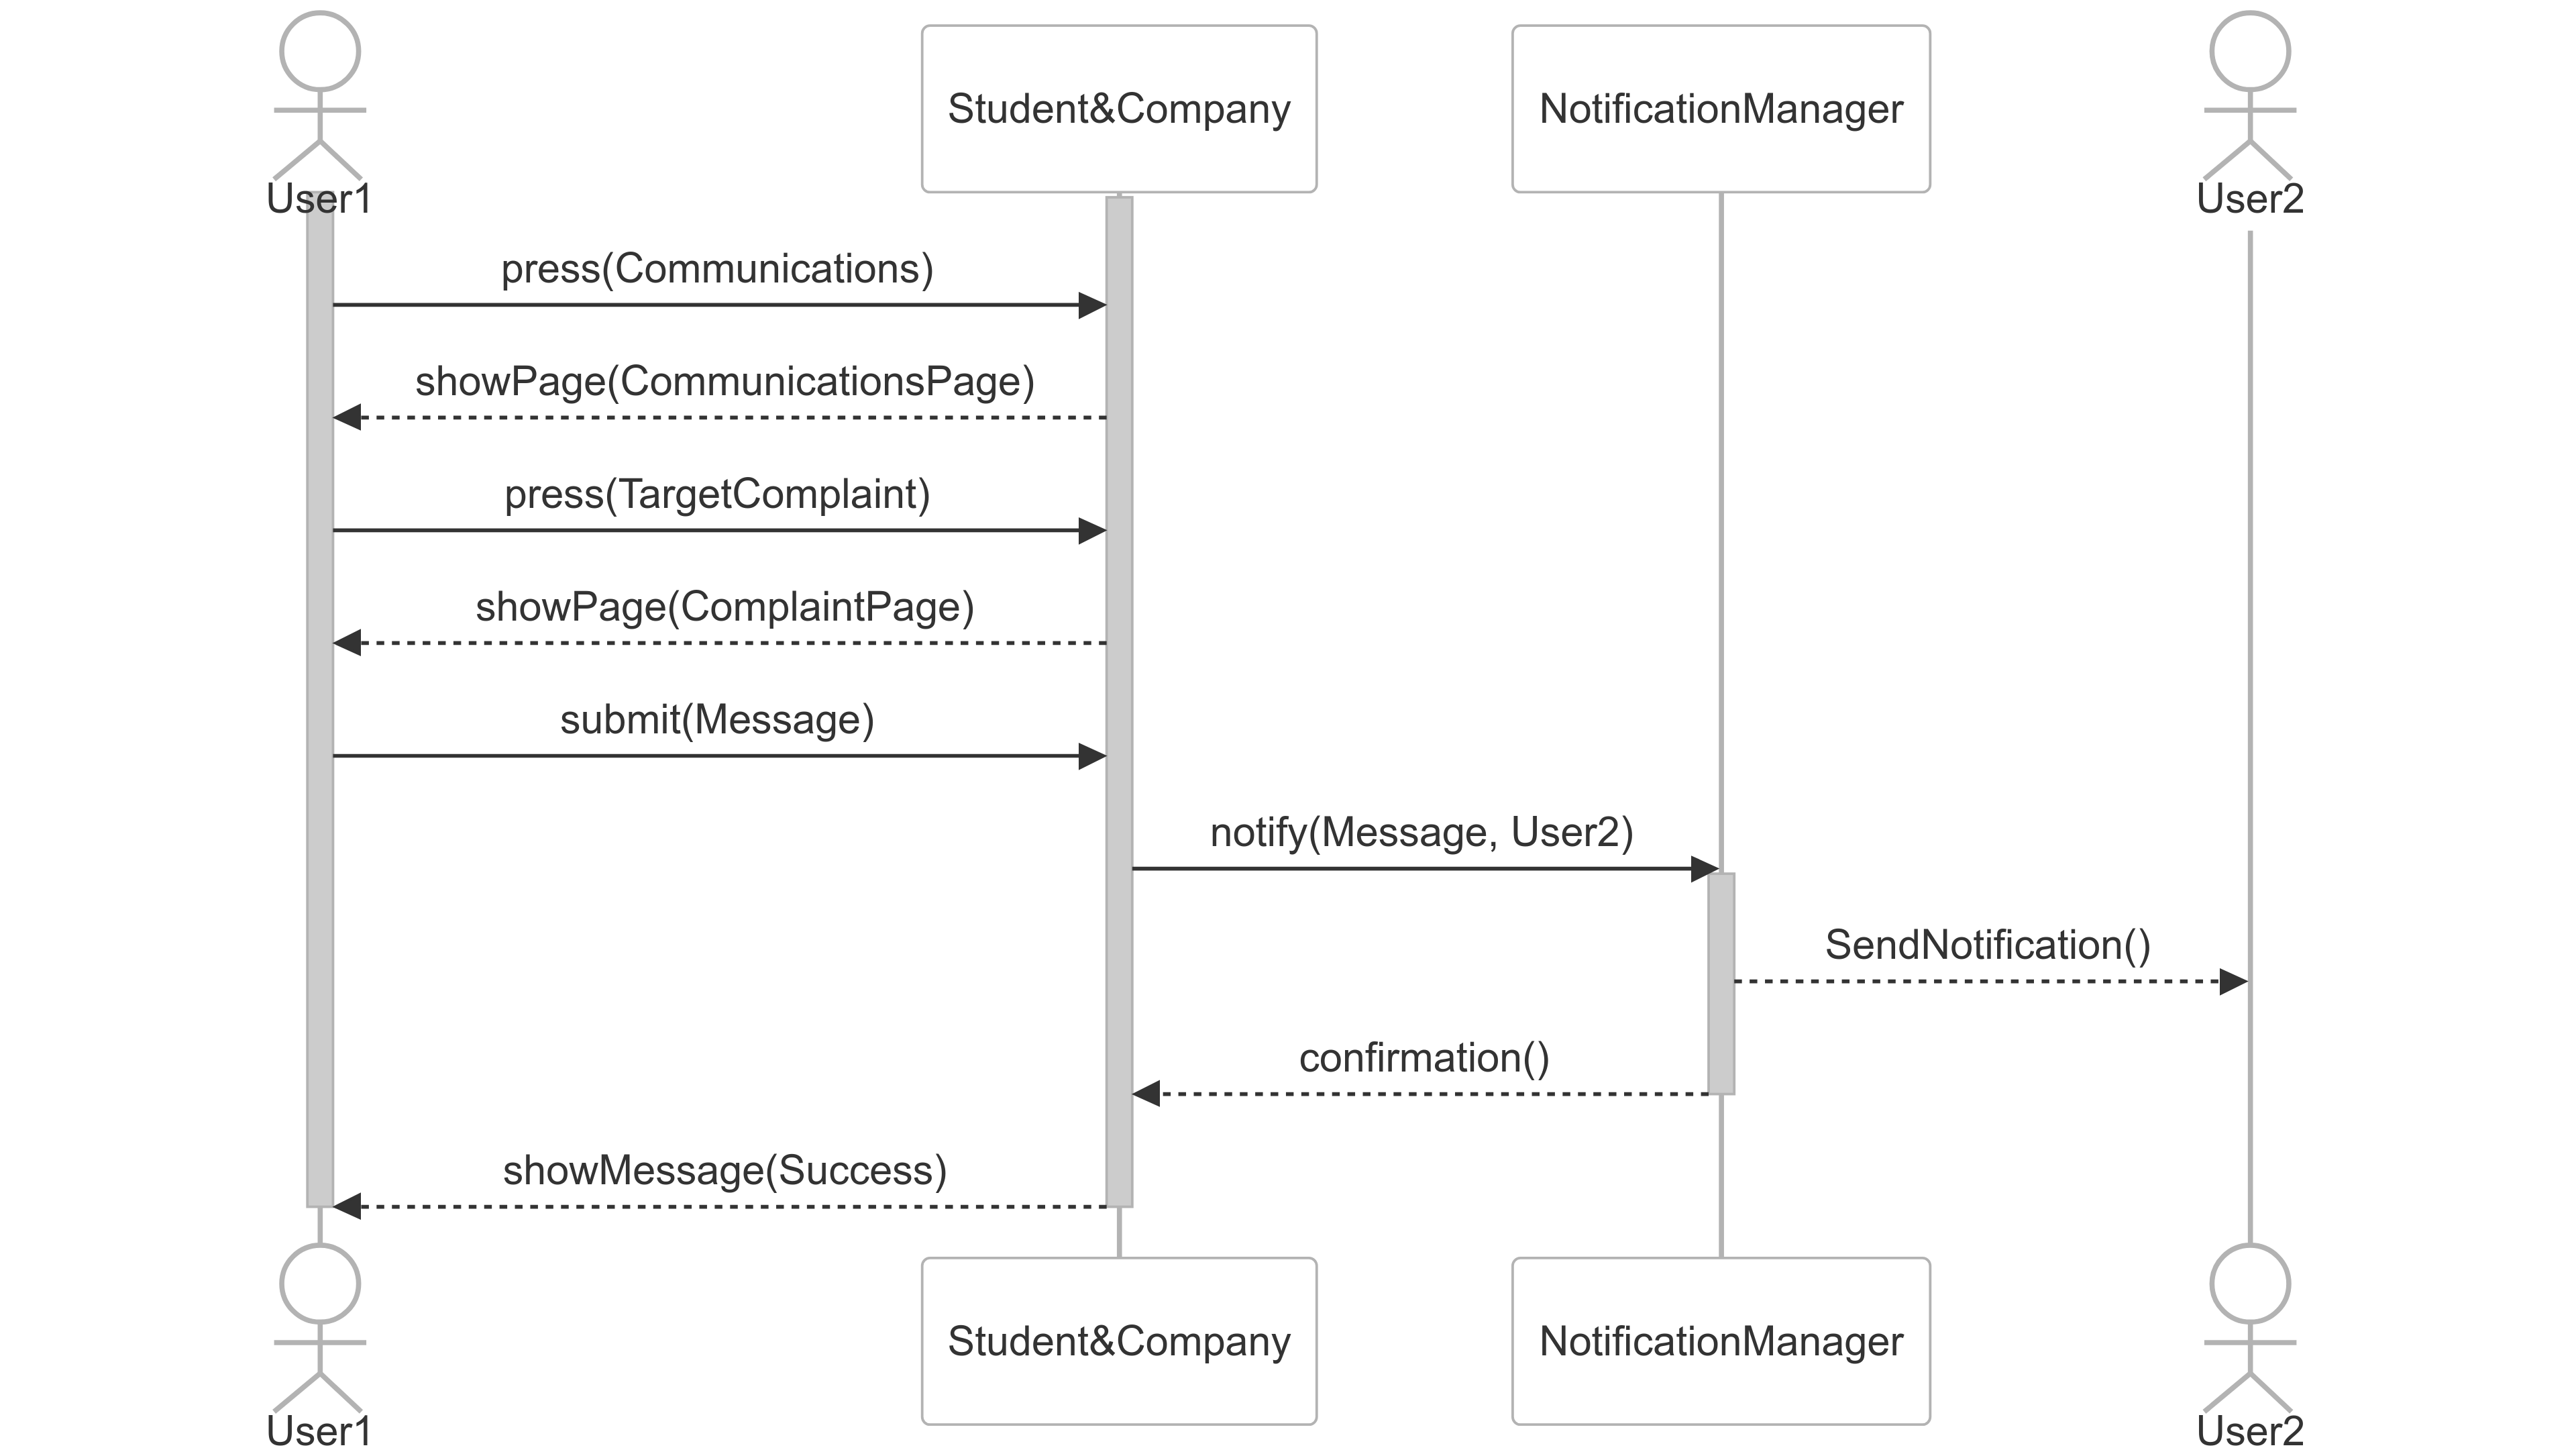 User1
Student&Company
NotificationManager
User2
press(Communications)
showPage(CommunicationsPage)
press(TargetComplaint)
showPage(ComplaintPage)
submit(Message)
notify(Message, User2)
SendNotification()
confirmation()
showMessage(Success)
User1
Student&Company
NotificationManager
User2